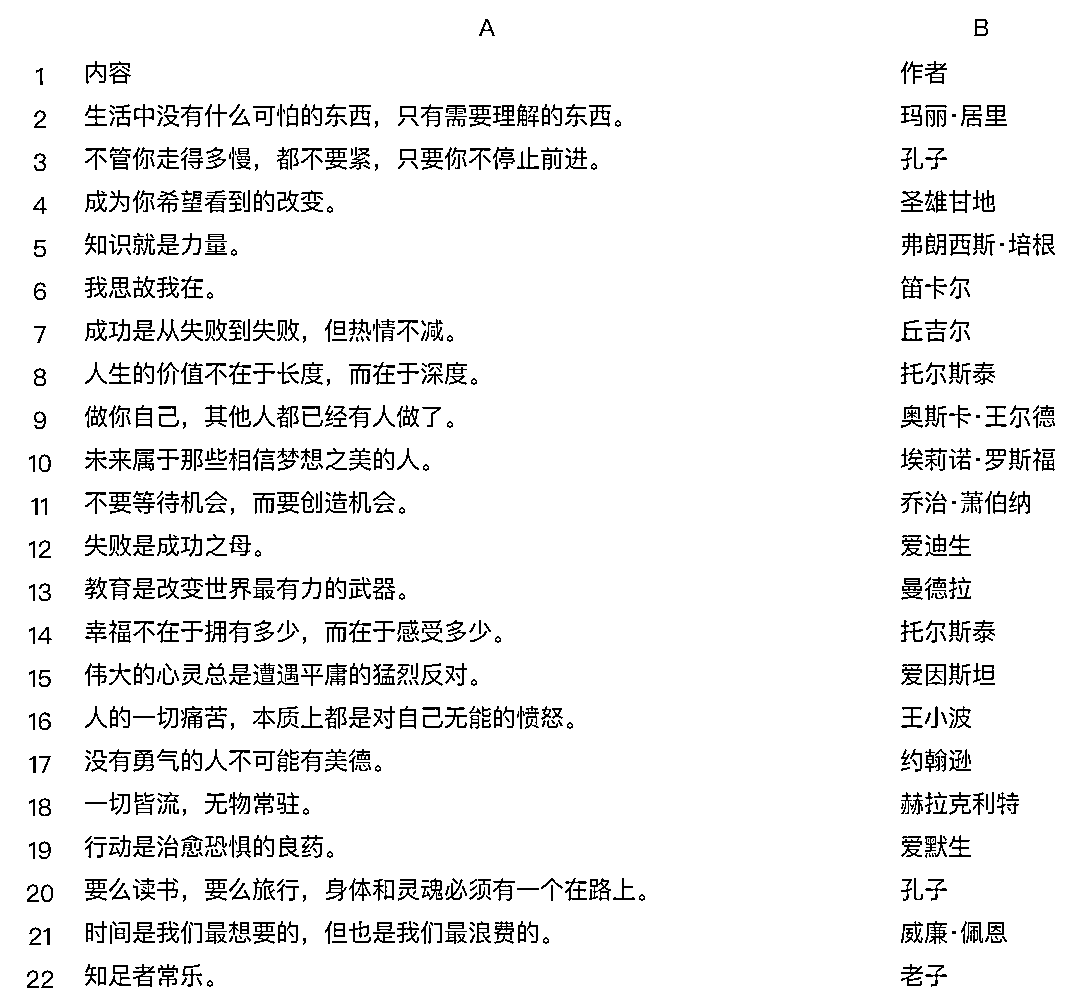 A B
1 内容 作者
2 生活中没有什么可怕的东西，只有需要理解的东西。 玛丽·居里
3 不管你走得多慢，都不要紧，只要你不停止前进。 孔子
4 成为你希望看到的改变。 圣雄甘地
5 知识就是力量。 弗朗西斯·培根
6 我思故我在。 笛卡尔
7 成功是从失败到失败，但热情不减。 丘吉尔
8 人生的价值不在于长度，而在于深度。 托尔斯泰
9 做你自己，其他人都已经有人做了。 奥斯卡·王尔德
10 未来属于那些相信梦想之美的人。 埃莉诺·罗斯福
11 不要等待机会，而要创造机会。 乔治·萧伯纳
12 失败是成功之母。 爱迪生
13 教育是改变世界最有力的武器。 曼德拉
14 幸福不在于拥有多少，而在于感受多少。 托尔斯泰
15 伟大的心灵总是遭遇平庸的猛烈反对。 爱因斯坦
16 人的一切痛苦，本质上都是对自己无能的愤怒。 王小波
17 没有勇气的人不可能有美德。 约翰逊
18 一切皆流，无物常驻。 赫拉克利特
19 行动是治愈恐惧的良药。 爱默生
20 要么读书，要么旅行，身体和灵魂必须有一个在路上。 孔子
21 时间是我们最想要的，但也是我们最浪费的。 威廉·佩恩
22 知足者常乐。 老子